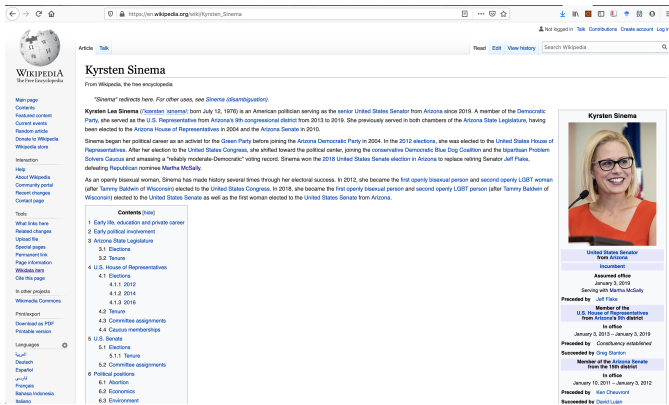 https://en.wikipedia.org/wiki/Kyrsten_Sinema
Not logged in Talk Contributions Create account Log in
Article Talk
Read Edit View history Search Wikipedia
WIKIPEDIA
The Free Encyclopedia
Main page
Contents
Featured content
Current events
Random article
Donate to Wikipedia
Wikipedia store
Interaction
Help
About Wikipedia
Community portal
Recent changes
Contact page
Tools
What links here
Related changes
Upload file
Special pages
Permanent link
Page information
Wikidata item
Cite this page
In other projects
Wikimedia Commons
Print/export
Download as PDF
Printable version
Languages
العربية
Deutsch
Español
فارسی
Français
Bahasa Indonesia
Italiano
Kyrsten Sinema
From Wikipedia, the free encyclopedia
"Sinema" redirects here. For other uses, see Sinema (disambiguation).
Kyrsten Lea Sinema (born July 12, 1976) is an American politician serving as the senior United States Senator from Arizona since 2019. A member of the Democratic
Party, she served as the U.S. Representative from Arizona's 9th congressional district from 2013 to 2019. She previously served in both chambers of the Arizona State Legislature, having
been elected to the Arizona House of Representatives in 2004 and the Arizona Senate in 2010.
Sinema began her political career as an activist for the Green Party before joining the Arizona Democratic Party in 2004. In the 2012 elections, she was elected to the United States House of
Representatives. After her election to the United States Congress, she shifted toward the political center, joining the conservative Democratic Blue Dog Coalition and the bipartisan Problem
Solvers Caucus and amassing a "reliably moderate-Democratic" voting record. Sinema won the 2018 United States Senate election in Arizona to replace retiring Senator Jeff Flake,
defeating Republican nominee Martha McSally.
As an openly bisexual woman, Sinema has made history several times through her electoral success. In 2012, she became the first openly bisexual person and second openly LGBT woman
(after Tammy Baldwin of Wisconsin) elected to the United States Congress. In 2018, she became the first openly bisexual person and second openly LGBT person (after Tammy Baldwin of
Wisconsin) elected to the United States Senate as well as the first woman elected to the United States Senate from Arizona.
Contents [hide]
1 Early life, education and private career
2 Early political involvement
3 Arizona State Legislature
3.1 Elections
3.2 Tenure
4 U.S. House of Representatives
4.1 Elections
4.1.1 2012
4.1.2 2014
4.1.3 2016
4.2 Tenure
4.3 Committee assignments
4.4 Caucus memberships
5 U.S. Senate
5.1 Elections
5.1.1 Tenure
5.2 Committee assignments
6 Political positions
6.1 Abortion
6.2 Economics
6.3 Environment
Kyrsten Sinema
United States Senator
from Arizona
Incumbent
Assumed office
January 3, 2019
Serving with Martha McSally
Preceded by Jeff Flake
Member of the
U.S. House of Representatives
from Arizona's 9th district
In office
January 3, 2013 – January 3, 2019
Preceded by Constituency established
Succeeded by Greg Stanton
Member of the Arizona Senate
from the 15th district
In office
January 10, 2011 – January 3, 2012
Preceded by Ken Cheuvront
Succeeded by David Lujan